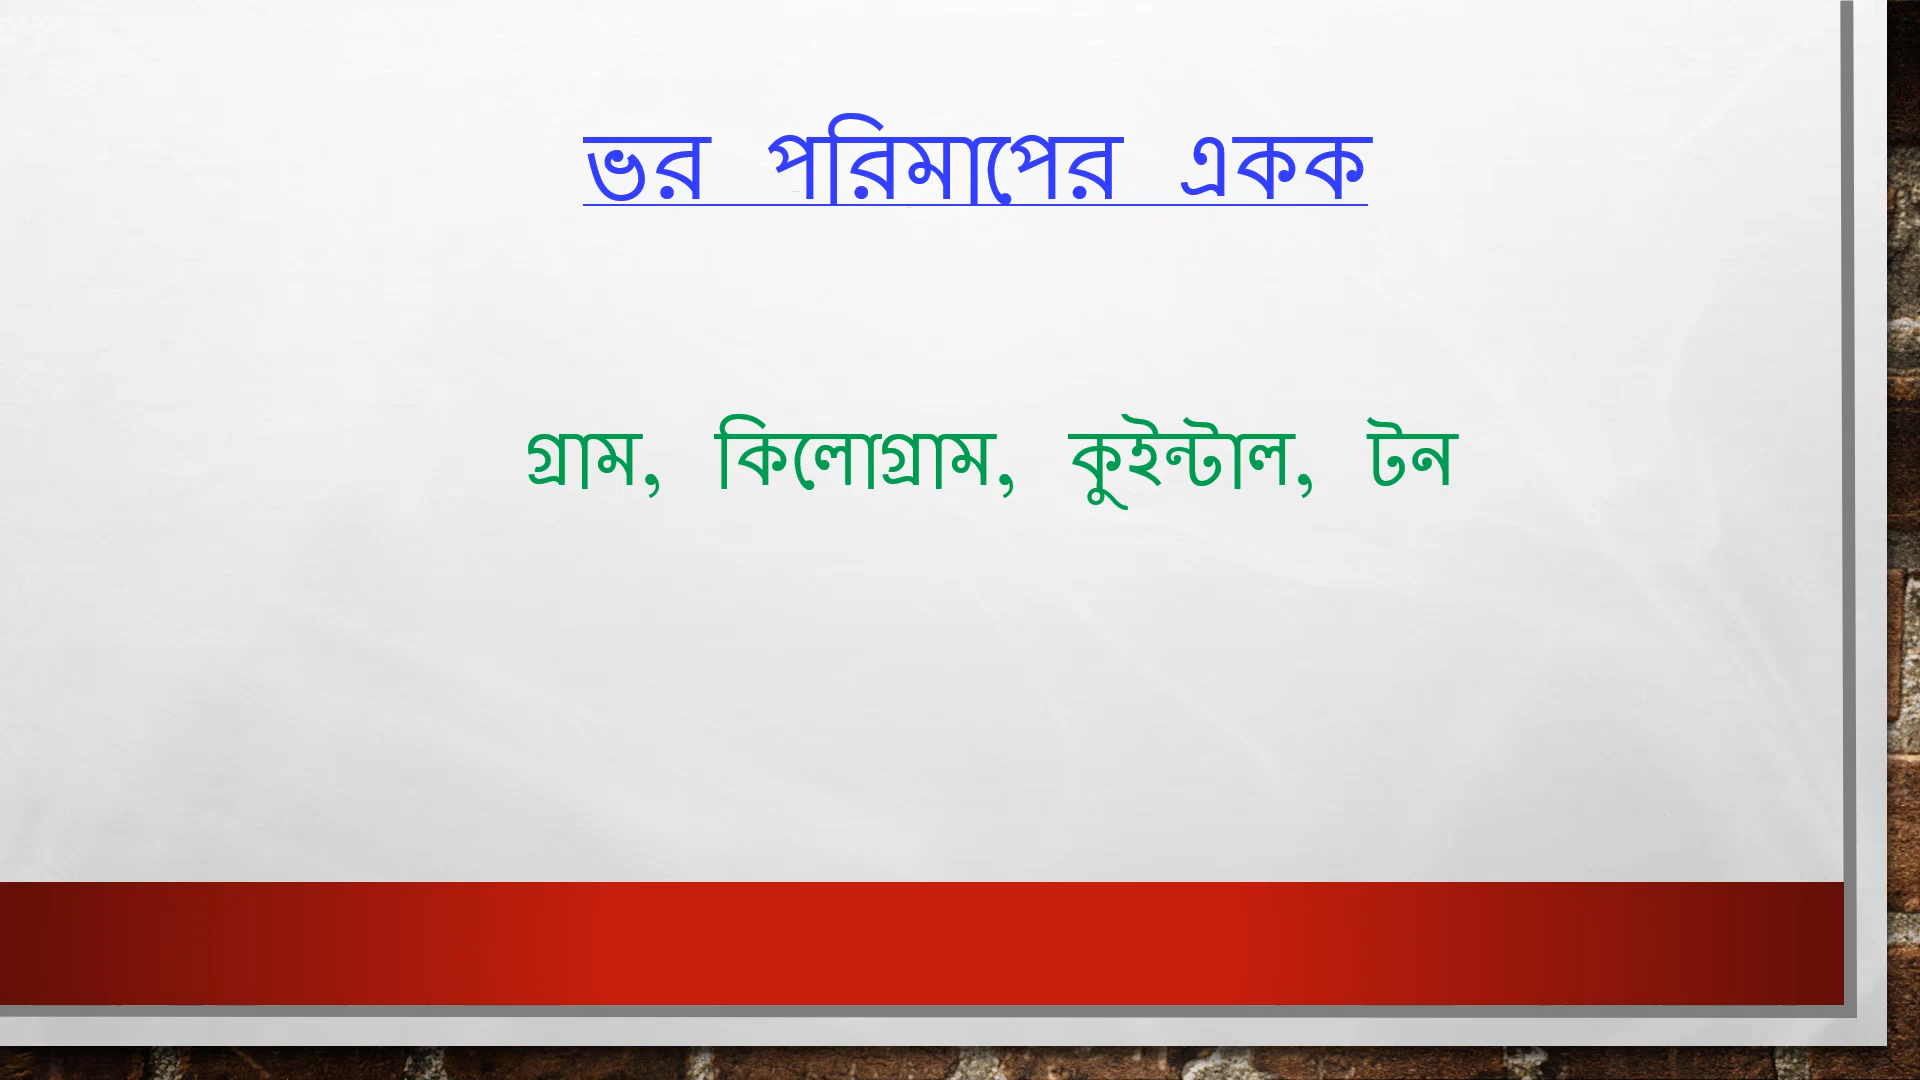 ভর পরিমাপের একক
গ্রাম, কিলোগ্রাম, কুইন্টাল, টন